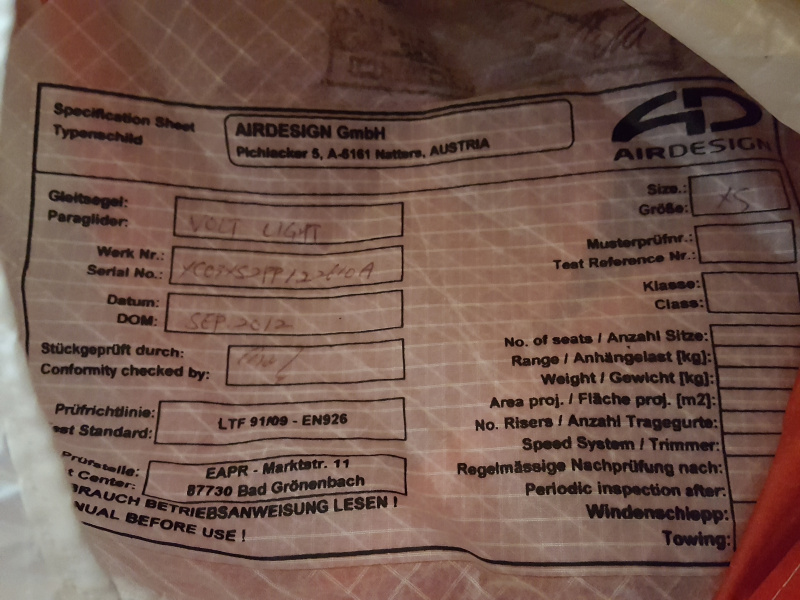 Specification Sheet
Typenschild
AIRDESIGN GmbH
Pichlacker 5, A-6161 Natters, AUSTRIA
AIRDESIGN
Gleitsegel:
Paraglider:
VOLT LIGHT
Werk Nr.:
Serial No.:
Datum:
DOM:
SEP 2012
Stückgeprüft durch:
Conformity checked by:
Prüfrichtlinie:
est Standard:
LTF 91/09 - EN926
Prüfstelle:
t Center:
EAPR - Marktstr. 11
87730 Bad Grönenbach
BRAUCH BETRIEBSANWEISUNG LESEN !
NUAL BEFORE USE !
Size.:
Größe:
XS
Musterprüfnr.:
Test Reference Nr.:
Klasse:
Class:
No. of seats / Anzahl Sitze:
Range / Anhängelast [kg]:
Weight / Gewicht [kg]:
Area proj. / Fläche proj. [m2]:
No. Risers / Anzahl Tragegurte:
Speed System / Trimmer:
Regelmässige Nachprüfung nach:
Periodic inspection after:
Windenschlepp:
Towing: